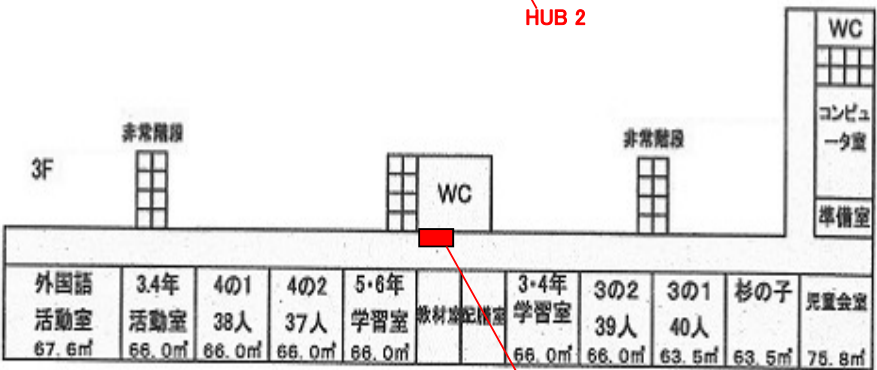 HUB 2
WC
コンピュ
ータ室
準備室
非常階段
非常階段
3F
WC
外国語
活動室
67.6㎡
3.4年
活動室
66.0㎡
4の1
38人
66.0㎡
4の2
37人
66.0㎡
5・6年
学習室
66.0㎡
教材室
配膳室
3・4年
学習室
66.0㎡
3の2
39人
66.0㎡
3の1
40人
63.5㎡
杉の子
63.5㎡
児童会室
75.8㎡